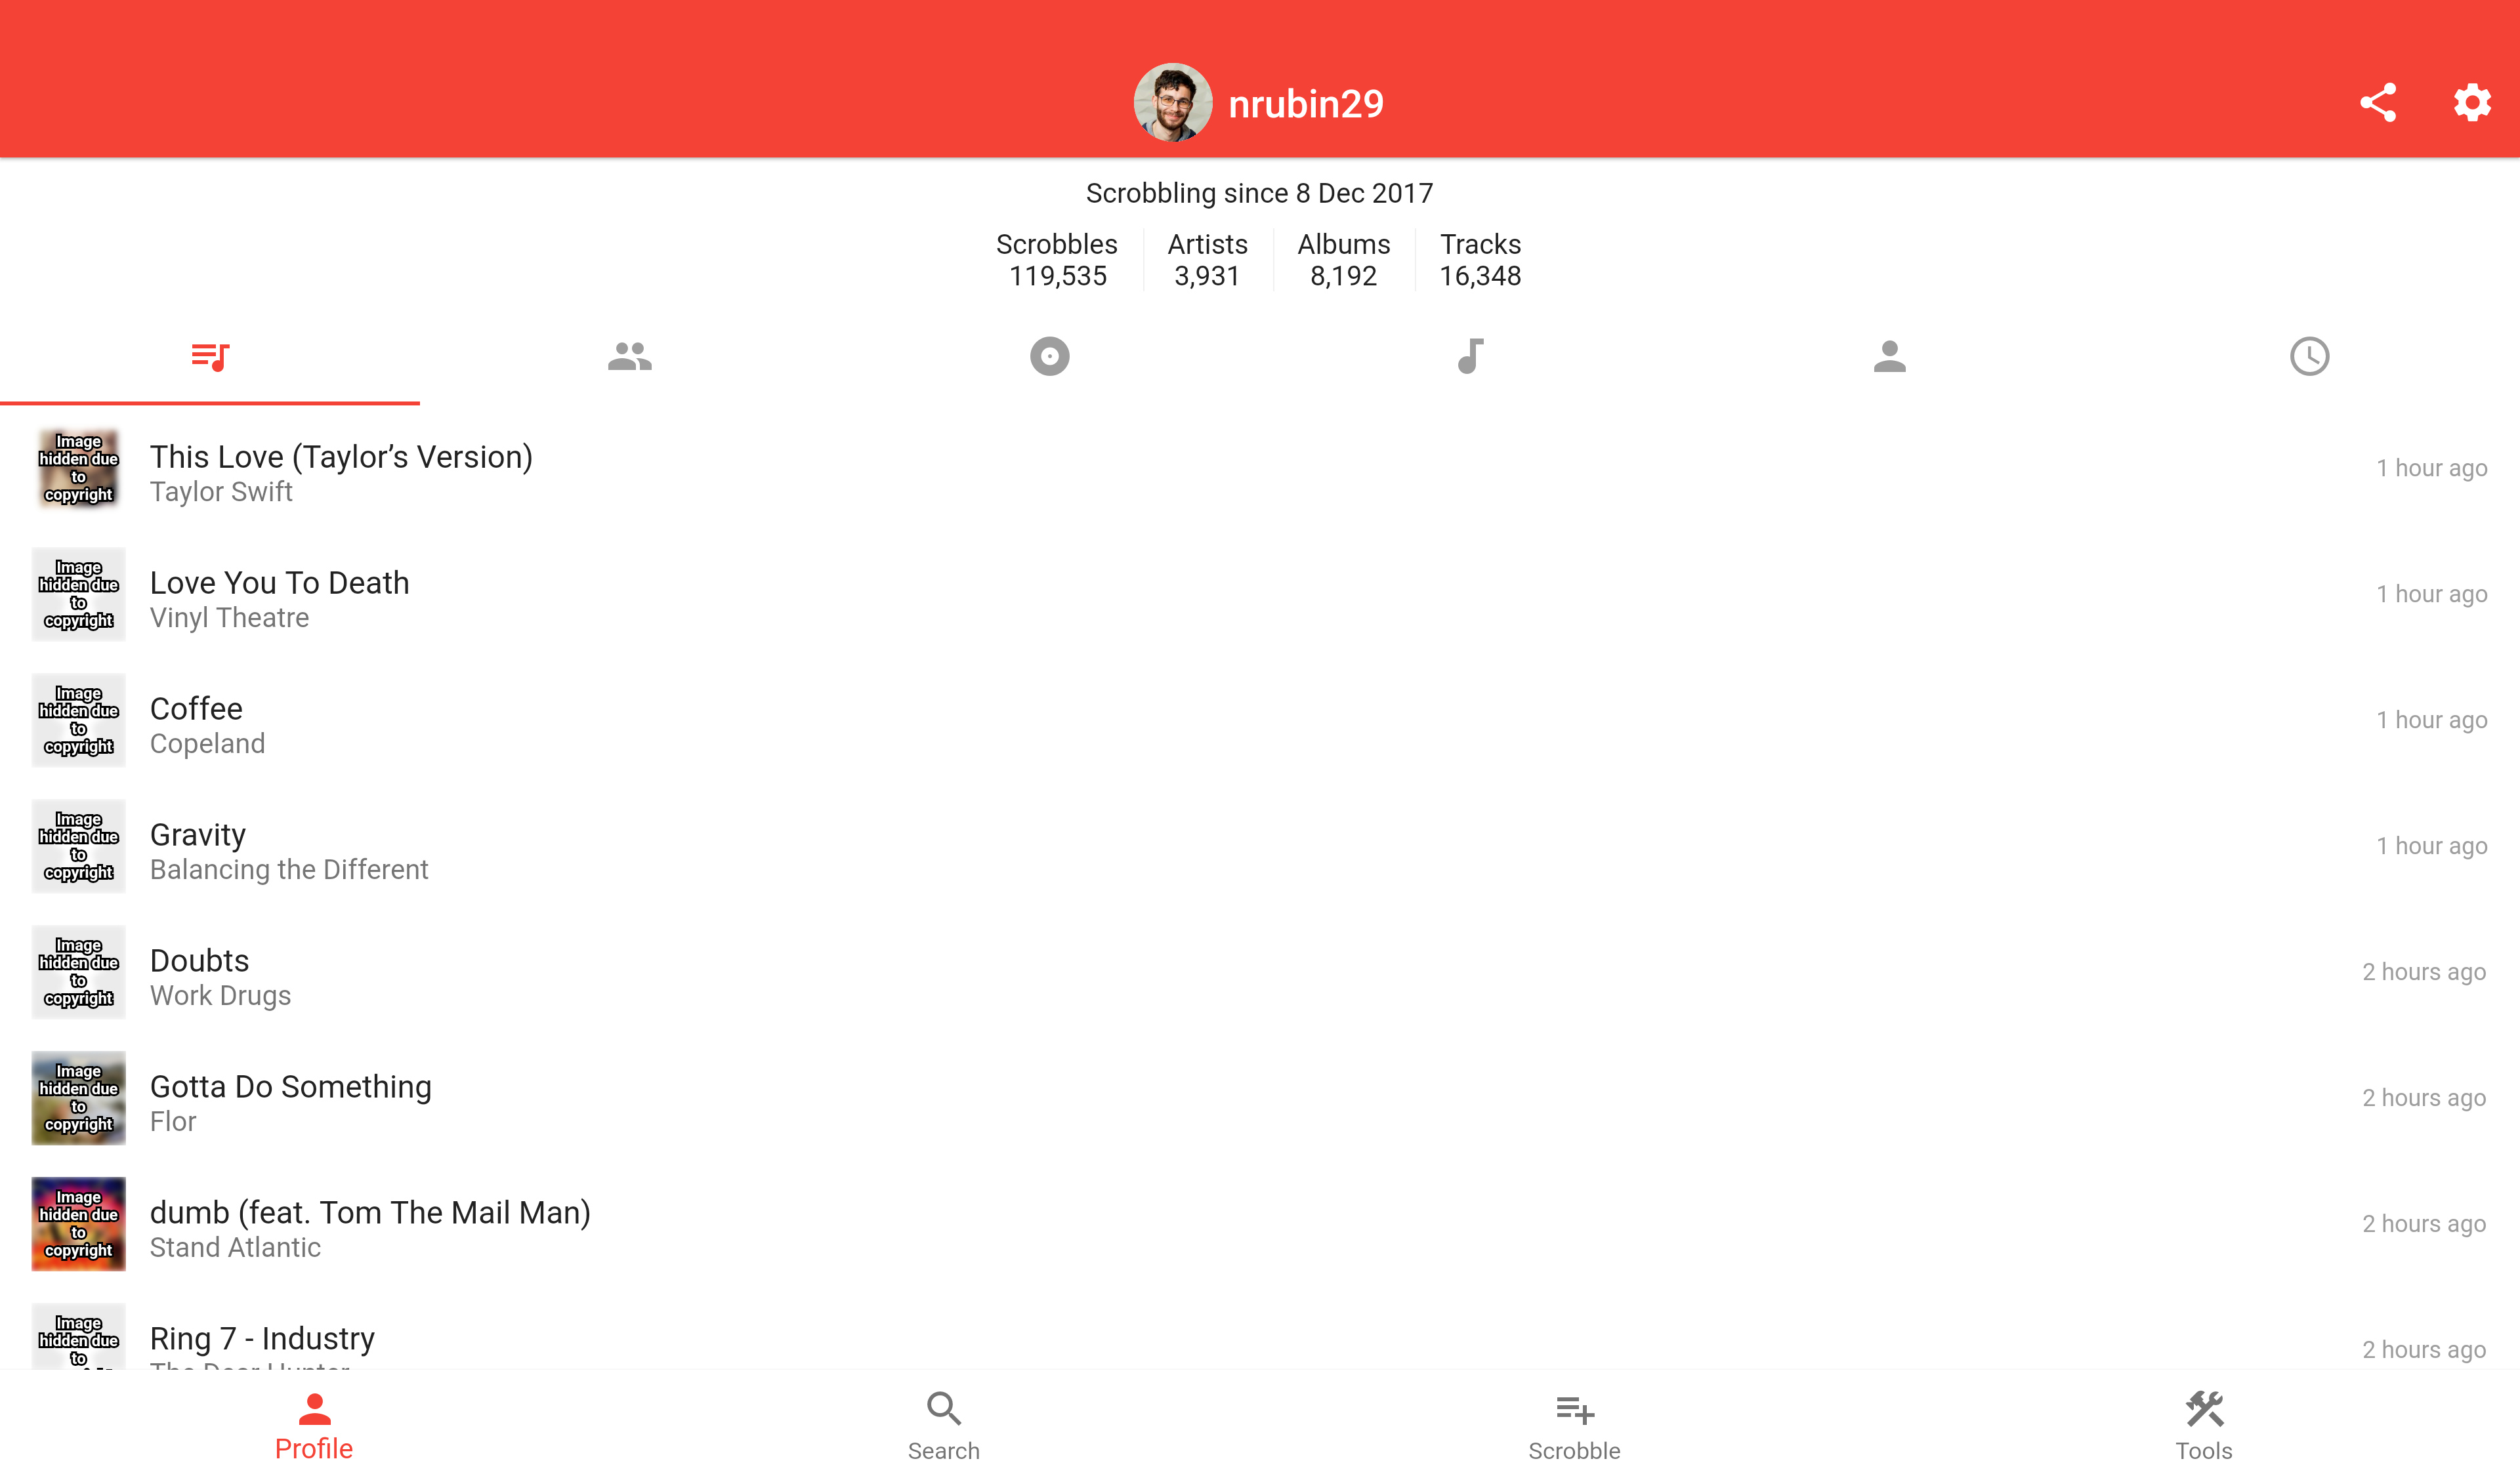 nrubin29
Scrobbling since 8 Dec 2017
Scrobbles Artists Albums Tracks
119,535 3,931 8,192 16,348
Image
hidden due
to
copyright
This Love (Taylor’s Version)
Taylor Swift
1 hour ago
Image
hidden due
to
copyright
Love You To Death
Vinyl Theatre
1 hour ago
Image
hidden due
to
copyright
Coffee
Copeland
1 hour ago
Image
hidden due
to
copyright
Gravity
Balancing the Different
1 hour ago
Image
hidden due
to
copyright
Doubts
Work Drugs
2 hours ago
Image
hidden due
to
copyright
Gotta Do Something
Flor
2 hours ago
Image
hidden due
to
copyright
dumb (feat. Tom The Mail Man)
Stand Atlantic
2 hours ago
Image
hidden due
to
Ring 7 - Industry
The Dear Hunter
2 hours ago
Profile
Search
Scrobble
Tools